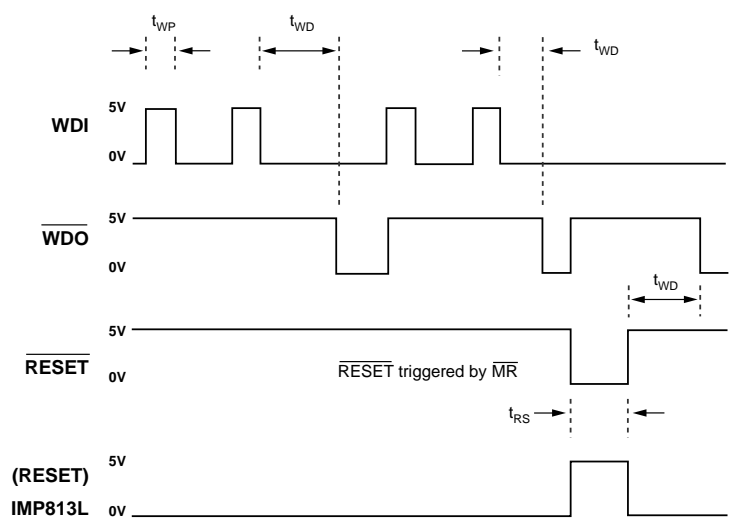 tWP
tWD
tWD
WDI
5V
0V
WDO
5V
0V
tWD
RESET
5V
0V
RESET triggered by MR
tRS
(RESET)
IMP813L
5V
0V